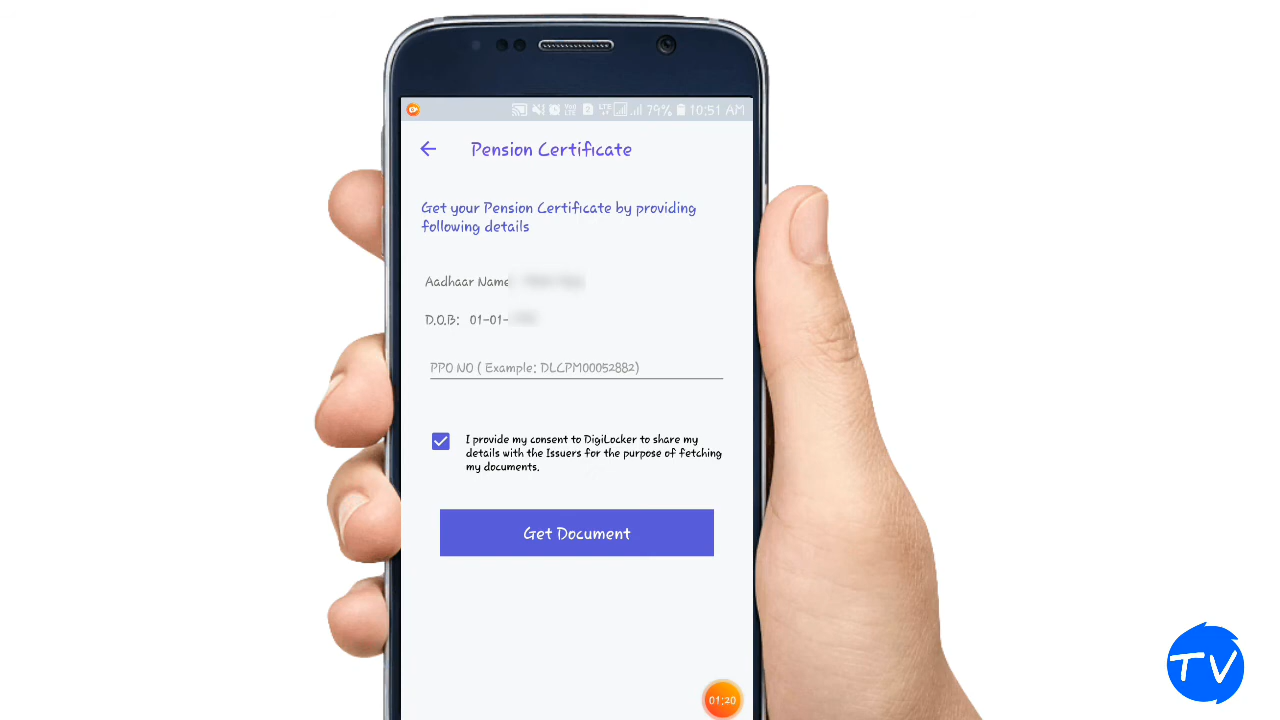 79% 10:51 AM
Pension Certificate
Get your Pension Certificate by providing
following details
Aadhaar Name
D.O.B: 01-01-
PPO NO ( Example: DLCPM00052882)
I provide my consent to DigiLocker to share my
details with the Issuers for the purpose of fetching
my documents.
Get Document
01:20
TV